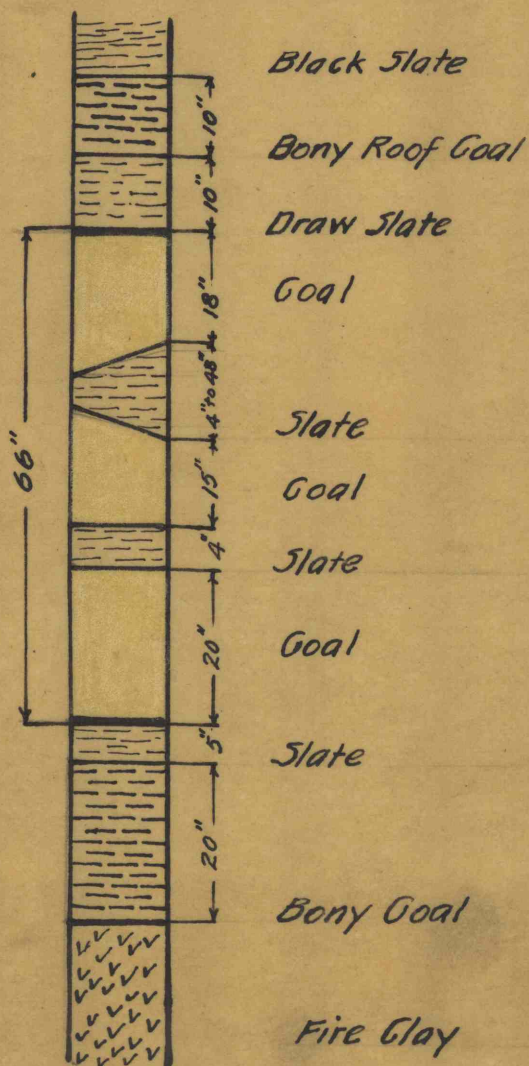 Black Slate
10"
Bony Roof Coal
10"
Draw Slate
Coal
18"
4" to 48"
Slate
66"
15"
Coal
4"
Slate
20"
Coal
5"
Slate
20"
Bony Coal
Fire Clay